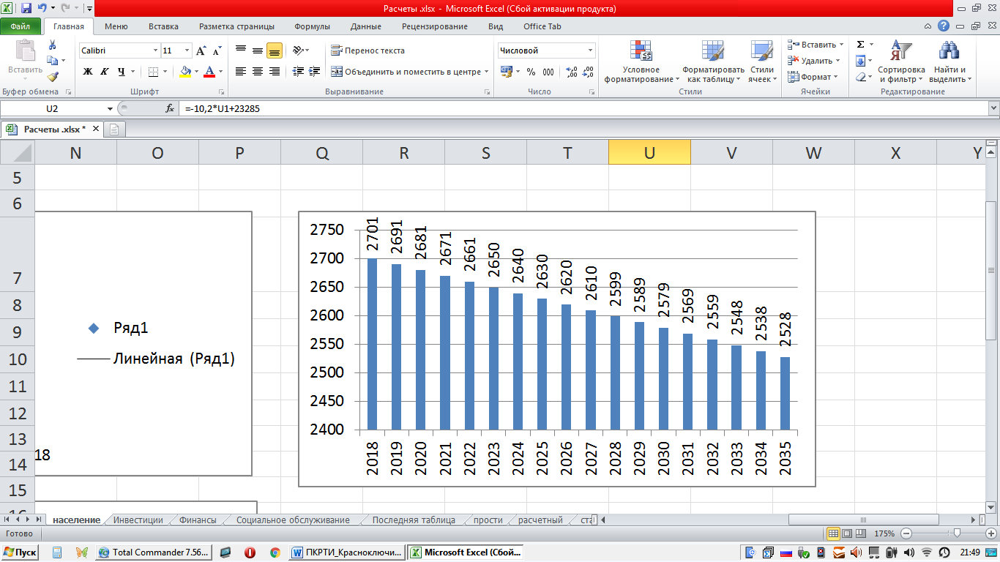 Расчеты .xlsx - Microsoft Excel (Сбой активации продукта)
Файл Главная Меню Вставка Разметка страницы Формулы Данные Рецензирование Вид Office Tab
Вставить
Calibri 11
Ж К Ч
Перенос текста
Объединить и поместить в центре
Числовой
% 000
Условное форматирование
Форматировать как таблицу
Стили ячеек
Вставить
Удалить
Формат
Сортировка и фильтр
Найти и выделить
Буфер обмена Шрифт Выравнивание Число Стили Ячейки Редактирование
U2 fx =-10,2*U1+23285
Расчеты .xlsx *
N O P Q R S T U V W X Y
5
6
7
8
9
10
11
12
13
14
15
16
Ряд1
Линейная (Ряд1)
18
2750
2700
2650
2600
2550
2500
2450
2400
2701 2691 2681 2671 2661 2650 2640 2630 2620 2610 2599 2589 2579 2569 2559 2548 2538 2528
2018 2019 2020 2021 2022 2023 2024 2025 2026 2027 2028 2029 2030 2031 2032 2033 2034 2035
население Инвестиции Финансы Социальное обслуживание Последняя таблица прости расчетный ста
Готово 175%
Пуск Total Commander 7.56... ПКРТИ_Красноключи... Microsoft Excel (Сбой... 21:49